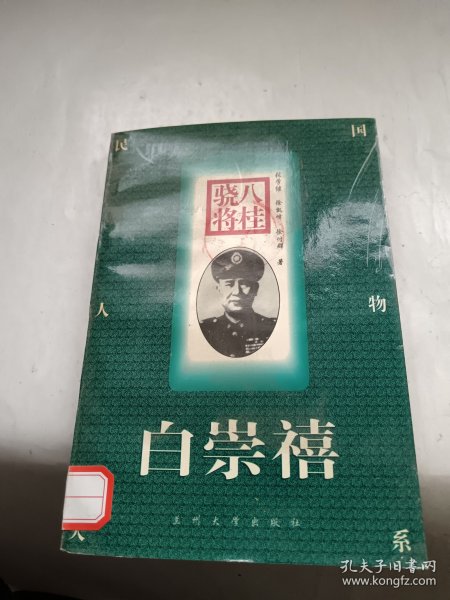 民国
人物
大系
八桂
骁将
著
白崇禧
兰州大学出版社
孔夫子旧书网
www.kongfz.com